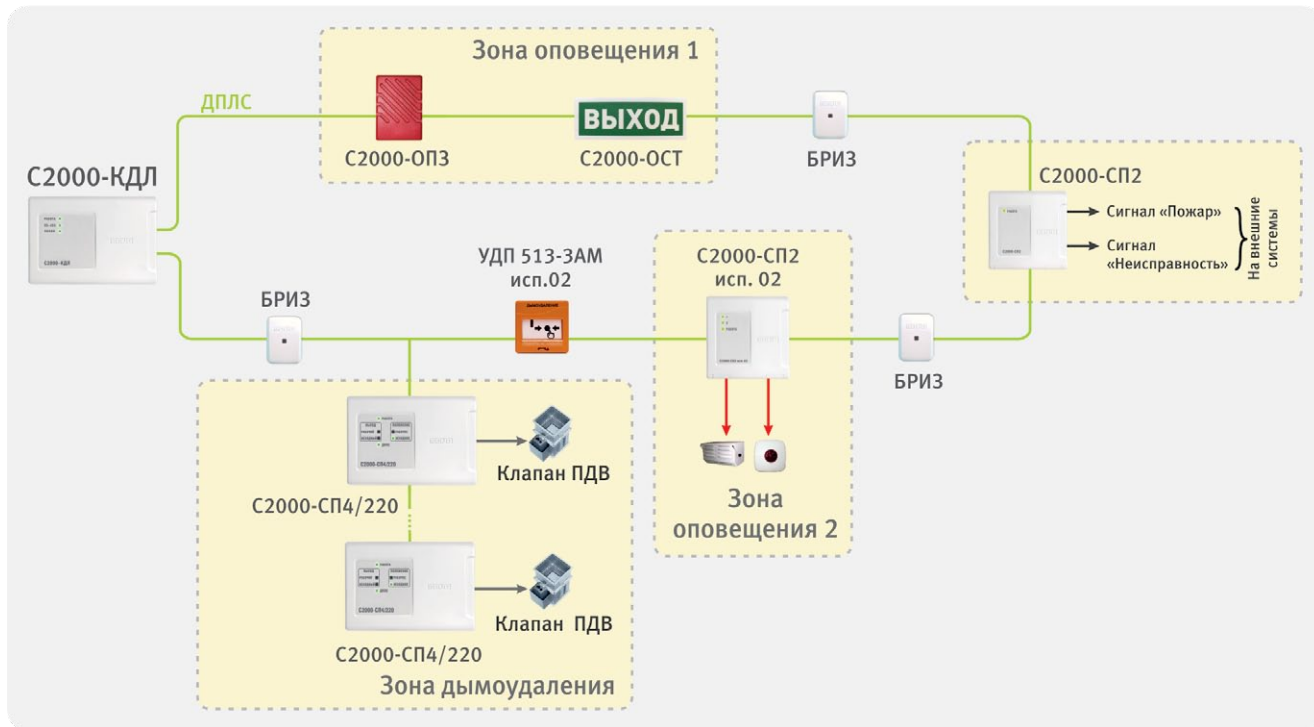 Зона оповещения 1
ДПЛС
ВЫХОД
С2000-ОПЗ
С2000-ОСТ
БРИЗ
С2000-КДЛ
С2000-СП2
Сигнал «Пожар»
Сигнал
«Неисправность»
На внешние
системы
УДП 513-3АМ
исп.02
С2000-СП2
исп. 02
БРИЗ
БРИЗ
Клапан ПДВ
С2000-СП4/220
Зона
оповещения 2
Клапан ПДВ
С2000-СП4/220
Зона дымоудаления